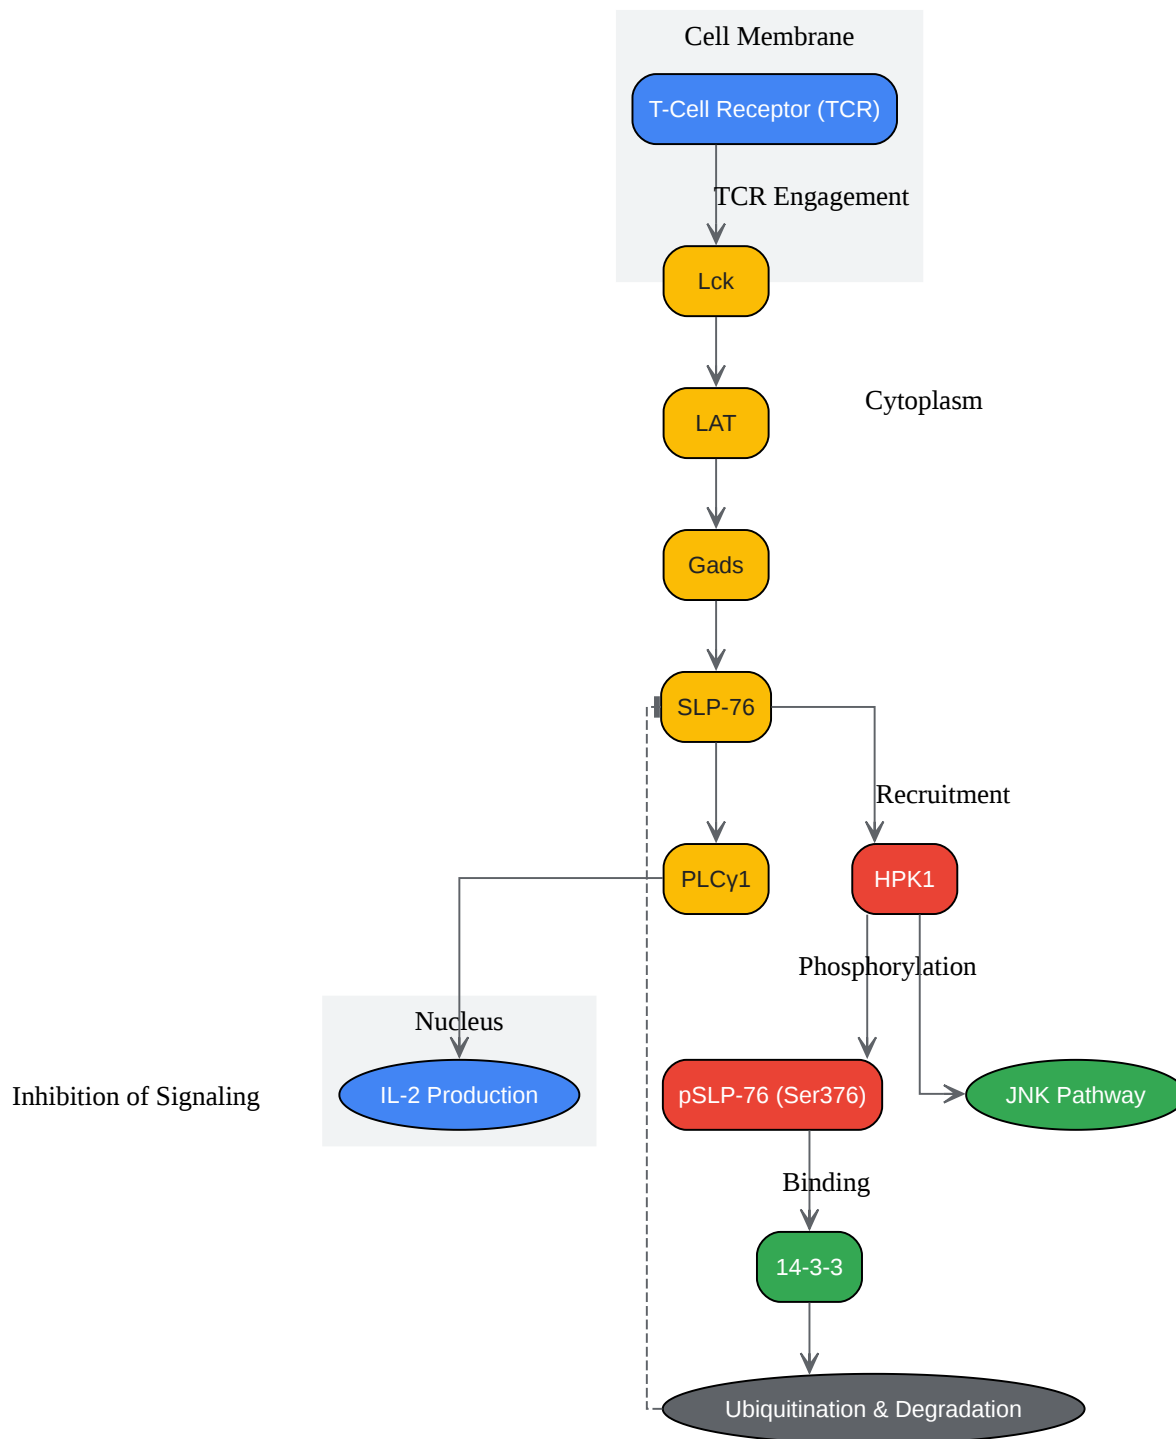 Cell Membrane
T-Cell Receptor (TCR)
TCR Engagement
Lck
Cytoplasm
LAT
Gads
SLP-76
Recruitment
PLCγ1
HPK1
Phosphorylation
Nucleus
Inhibition of Signaling
IL-2 Production
pSLP-76 (Ser376)
JNK Pathway
Binding
14-3-3
Ubiquitination & Degradation